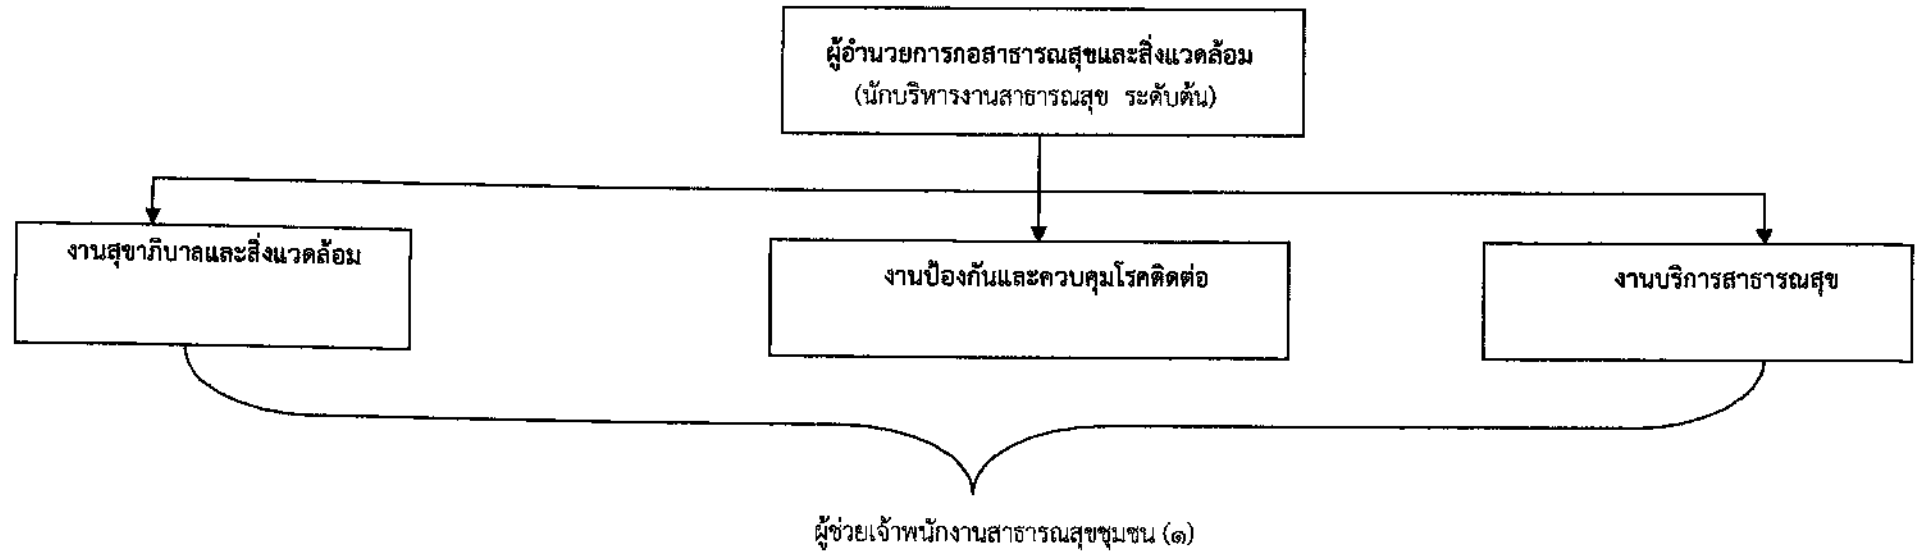 ผู้อำนวยการกอสาธารณสุขและสิ่งแวดล้อม
(นักบริหารงานสาธารณสุข ระดับต้น)
งานสุขาภิบาลและสิ่งแวดล้อม
งานป้องกันและควบคุมโรคติดต่อ
งานบริการสาธารณสุข
ผู้ช่วยเจ้าพนักงานสาธารณสุขชุมชน (๑)